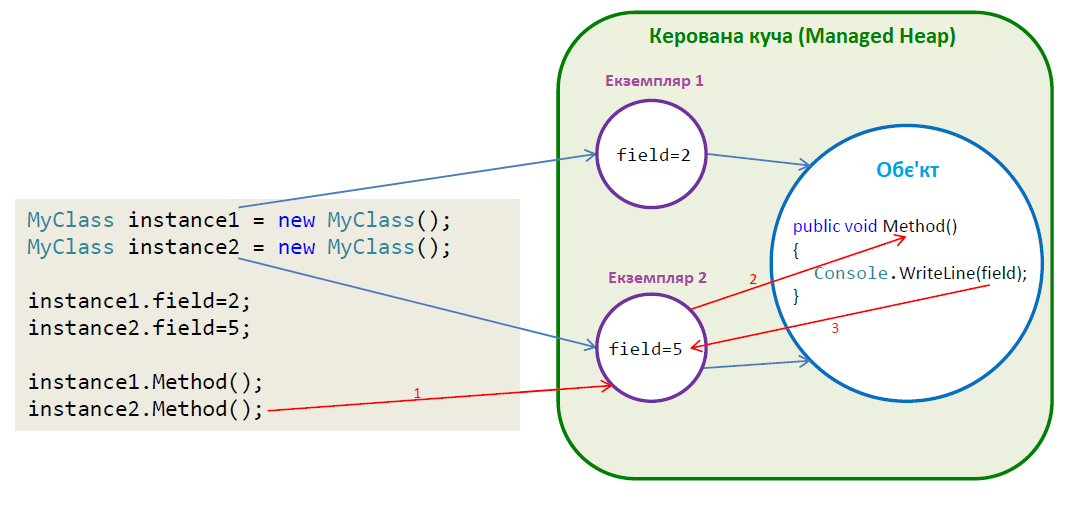 Керована куча (Managed Heap)
Екземпляр 1
field=2
Обє'кт
MyClass instance1 = new MyClass();
MyClass instance2 = new MyClass();
instance1.field=2;
instance2.field=5;
instance1.Method();
instance2.Method();
public void Method()
{
Console.WriteLine(field);
}
Екземпляр 2
field=5
1
2
3